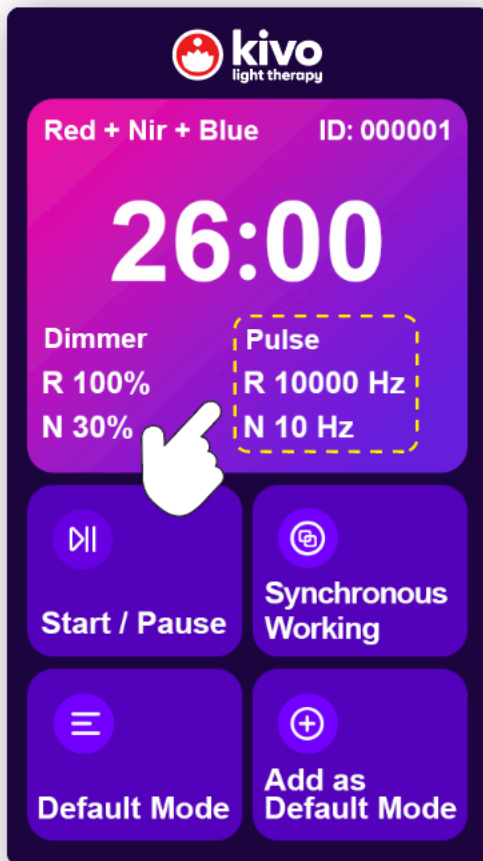 kivo
light therapy
Red + Nir + Blue ID: 000001
26:00
Dimmer Pulse
R 100% R 10000 Hz
N 30% N 10 Hz
Start / Pause
Synchronous
Working
Default Mode
Add as
Default Mode